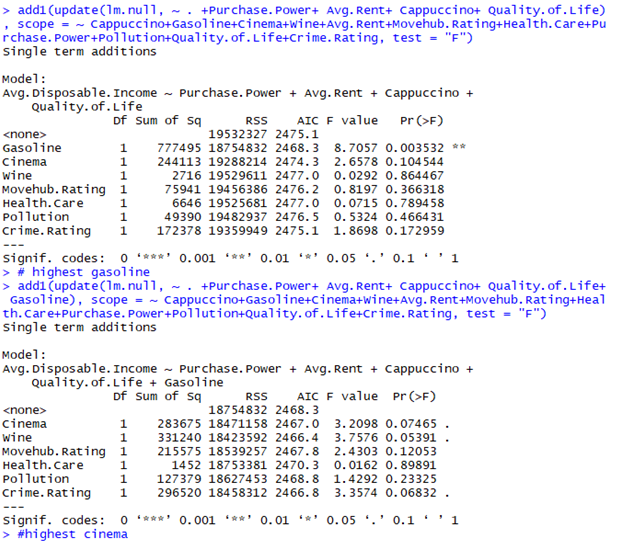 > add1(update(lm.null, ~ . +Purchase.Power+ Avg.Rent+ Cappuccino+ Quality.of.Life)
, scope = ~ Cappuccino+Gasoline+Cinema+Wine+Avg.Rent+Movehub.Rating+Health.Care+Pu
rchase.Power+Pollution+Quality.of.Life+Crime.Rating, test = "F")
Single term additions

Model:
Avg.Disposable.Income ~ Purchase.Power + Avg.Rent + Cappuccino +
    Quality.of.Life
               Df Sum of Sq      RSS    AIC F value   Pr(>F)
<none>                      19532327 2475.1
Gasoline        1    777495 18754832 2468.3  8.7057 0.003532 **
Cinema          1    244113 19288214 2474.3  2.6578 0.104544
Wine            1      2716 19529611 2477.0  0.0292 0.864467
Movehub.Rating  1     75941 19456386 2476.2  0.8197 0.366318
Health.Care     1      6646 19525681 2477.0  0.0715 0.789458
Pollution       1     49390 19482937 2476.5  0.5324 0.466431
Crime.Rating    1    172378 19359949 2475.1  1.8698 0.172959
---
Signif. codes:  0 ‘***’ 0.001 ‘**’ 0.01 ‘*’ 0.05 ‘.’ 0.1 ‘ ’ 1
> # highest gasoline
> add1(update(lm.null, ~ . +Purchase.Power+ Avg.Rent+ Cappuccino+ Quality.of.Life+
 Gasoline), scope = ~ Cappuccino+Gasoline+Cinema+Wine+Avg.Rent+Movehub.Rating+Heal
th.Care+Purchase.Power+Pollution+Quality.of.Life+Crime.Rating, test = "F")
Single term additions

Model:
Avg.Disposable.Income ~ Purchase.Power + Avg.Rent + Cappuccino +
    Quality.of.Life + Gasoline
               Df Sum of Sq      RSS    AIC F value  Pr(>F)
<none>                      18754832 2468.3
Cinema          1    283675 18471158 2467.0  3.2098 0.07465 .
Wine            1    331240 18423592 2466.4  3.7576 0.05391 .
Movehub.Rating  1    215575 18539257 2467.8  2.4303 0.12053
Health.Care     1      1452 18753381 2470.3  0.0162 0.89891
Pollution       1    127379 18627453 2468.8  1.4292 0.23325
Crime.Rating    1    296520 18458312 2466.8  3.3574 0.06832 .
---
Signif. codes:  0 ‘***’ 0.001 ‘**’ 0.01 ‘*’ 0.05 ‘.’ 0.1 ‘ ’ 1
> #highest cinema